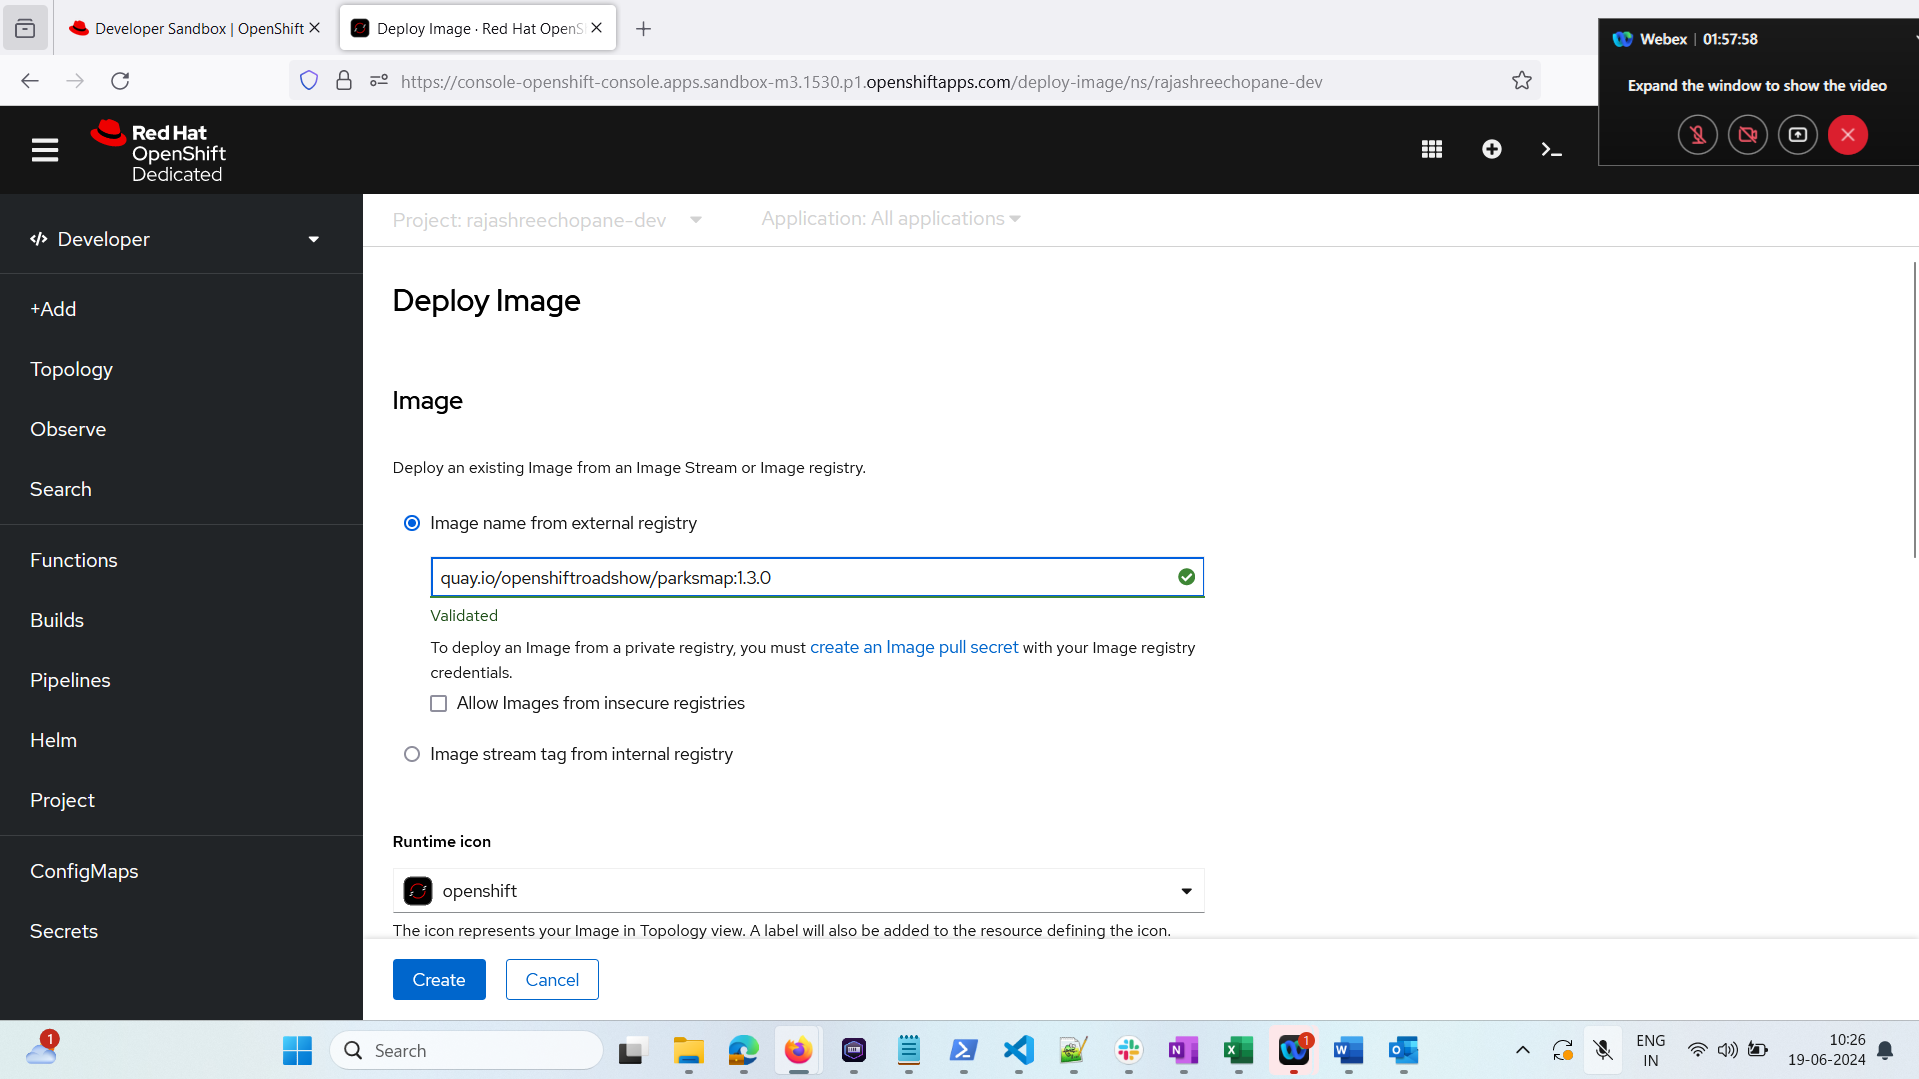 Developer Sandbox | OpenShift
Deploy Image · Red Hat OpenS
Webex | 01:57:58
https://console-openshift-console.apps.sandbox-m3.1530.p1.openshiftapps.com/deploy-image/ns/rajashreechopane-dev
Expand the window to show the video
Red Hat
OpenShift
Dedicated
Project: rajashreechopane-dev
Application: All applications
Developer
+Add
Topology
Observe
Search
Functions
Builds
Pipelines
Helm
Project
ConfigMaps
Secrets
Deploy Image
Image
Deploy an existing Image from an Image Stream or Image registry.
Image name from external registry
quay.io/openshiftroadshow/parksmap:1.3.0
Validated
To deploy an Image from a private registry, you must create an Image pull secret with your Image registry
credentials.
Allow Images from insecure registries
Image stream tag from internal registry
Runtime icon
openshift
The icon represents your Image in Topology view. A label will also be added to the resource defining the icon.
Create
Cancel
1
Search
1
ENG
IN
10:26
19-06-2024